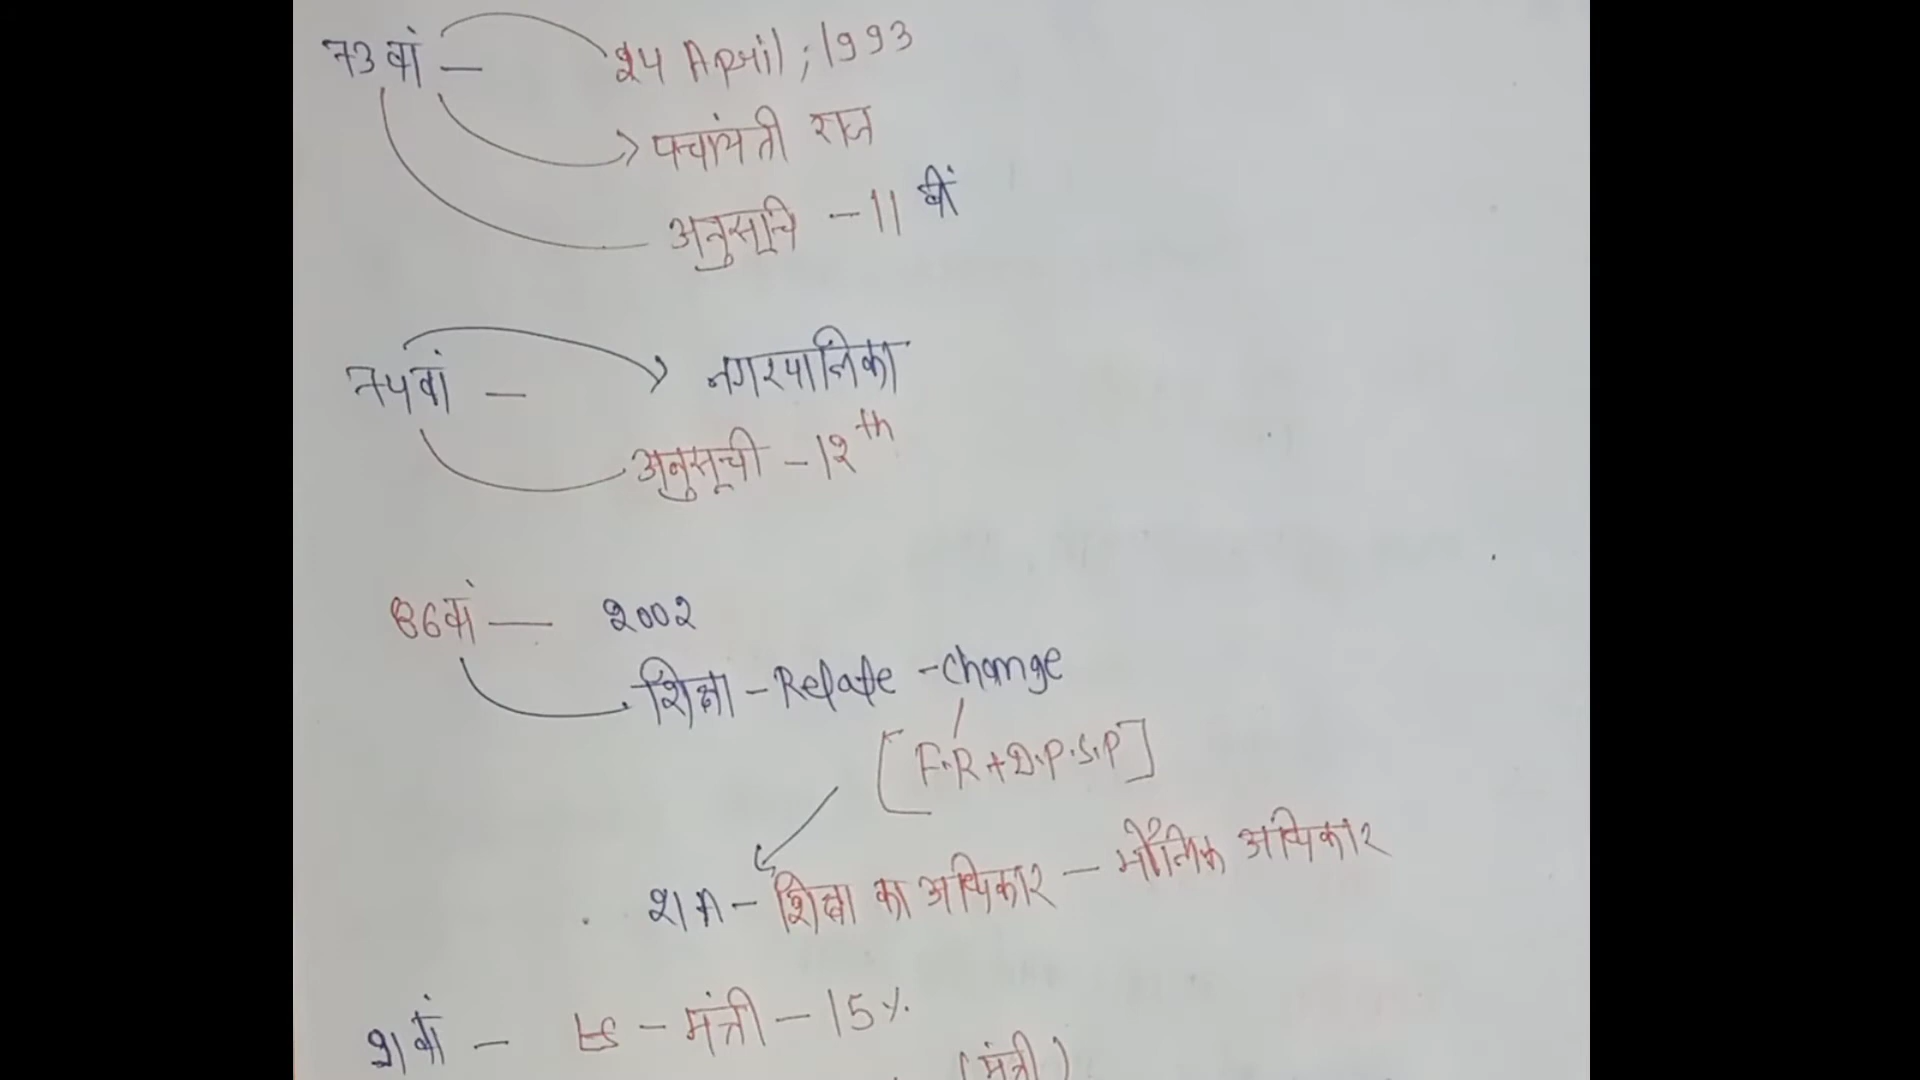 73वां — 24 April, 1993
पचांयती राज
अनुसूचि - 11 वीं
74वां — नगरपालिका
अनुसूची - 12th
86वां — 2002
शिक्षा - Relate - change
[F.R + D.P.S.P]
21A - शिक्षा का अधिकार - मौलिक अधिकार
91वां - - मंत्री - 15%
(मंत्री)